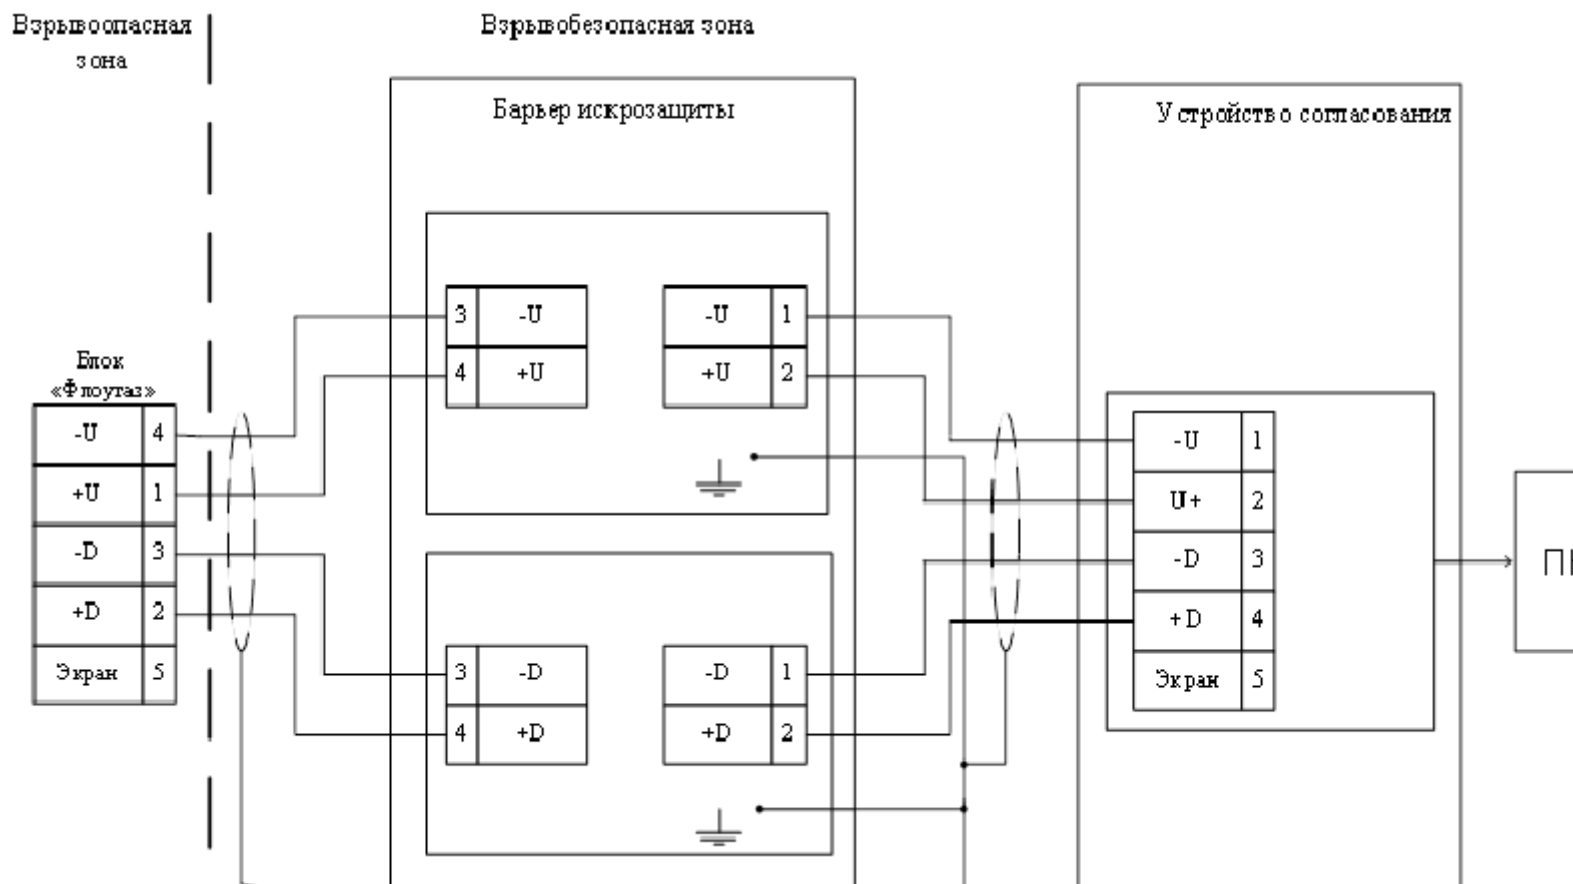 Взрывоопасная
зона
Взрывобезопасная зона
Барьер искрозащиты
Устройство согласования
Блок
«Флоугаз»
-U 4
+U 1
-D 3
+D 2
Экран 5
3 -U
4 +U
-U 1
+U 2
3 -D
4 +D
-D 1
+D 2
-U 1
U+ 2
-D 3
+D 4
Экран 5